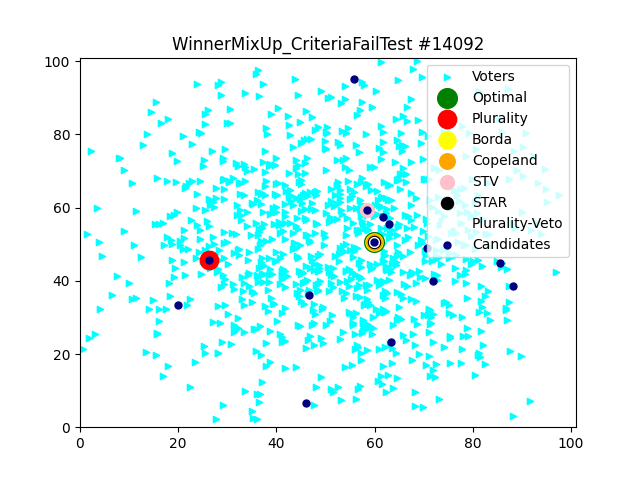 WinnerMixUp_CriteriaFailTest #14092
Voters
Optimal
Plurality
Borda
Copeland
STV
STAR
Plurality-Veto
Candidates
100
80
60
40
20
0
0 20 40 60 80 100